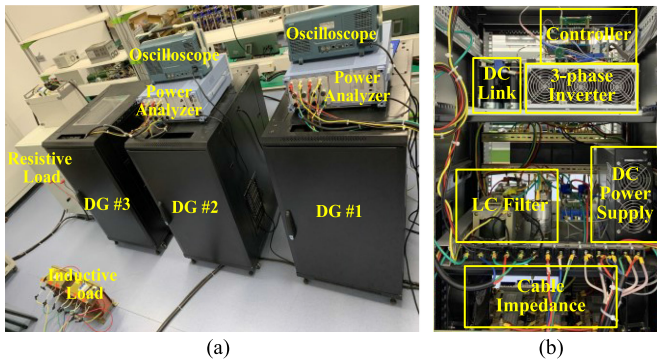 Oscilloscope
Oscilloscope
Power
Analyzer
Power
Analyzer
Resistive
Load
DG #3
DG #2
DG #1
Inductive
Load
(a)
Controller
DC
Link
3-phase
Inverter
LC Filter
DC
Power
Supply
Cable
Impedance
(b)